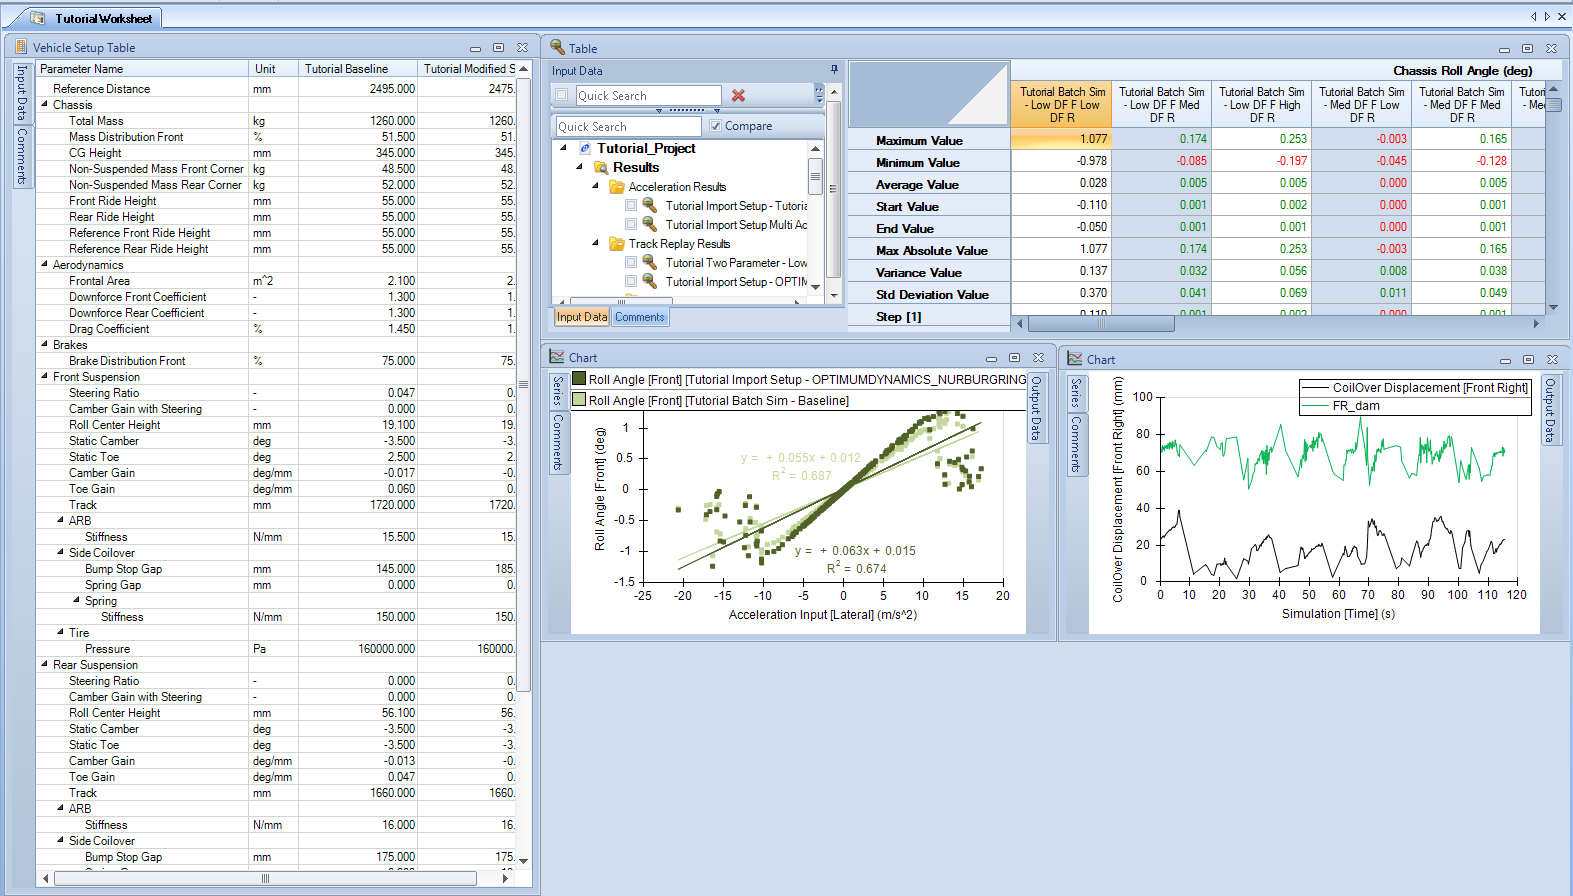 Tutorial Worksheet
Vehicle Setup Table
Input Data
Comments
Parameter Name Unit Tutorial Baseline Tutorial Modified S
Reference Distance mm 2495.000 2475.
Chassis
Total Mass kg 1260.000 1260.
Mass Distribution Front % 51.500 51.
CG Height mm 345.000 345.
Non-Suspended Mass Front Corner kg 48.500 48.
Non-Suspended Mass Rear Corner kg 52.000 52.
Front Ride Height mm 55.000 55.
Rear Ride Height mm 55.000 55.
Reference Front Ride Height mm 55.000 55.
Reference Rear Ride Height mm 55.000 55.
Aerodynamics
Frontal Area m^2 2.100 2.
Downforce Front Coefficient - 1.300 1.
Downforce Rear Coefficient - 1.300 1.
Drag Coefficient % 1.450 1.
Brakes
Brake Distribution Front % 75.000 75.
Front Suspension
Steering Ratio - 0.047 0.
Camber Gain with Steering - 0.000 0.
Roll Center Height mm 19.100 19.
Static Camber deg -3.500 -3.
Static Toe deg 2.500 2.
Camber Gain deg/mm -0.017 -0.
Toe Gain deg/mm 0.060 0.
Track mm 1720.000 1720.
ARB
Stiffness N/mm 15.500 15.
Side Coilover
Bump Stop Gap mm 145.000 185.
Spring Gap mm 0.000 0.
Spring
Stiffness N/mm 150.000 150.
Tire
Pressure Pa 160000.000 160000.
Rear Suspension
Steering Ratio - 0.000 0.
Camber Gain with Steering - 0.000 0.
Roll Center Height mm 56.100 56.
Static Camber deg -3.500 -3.
Static Toe deg -3.500 -3.
Camber Gain deg/mm -0.013 -0.
Toe Gain deg/mm 0.047 0.
Track mm 1660.000 1660.
ARB
Stiffness N/mm 16.000 16.
Side Coilover
Bump Stop Gap mm 175.000 175.
Table
Input Data
Quick Search
Quick Search Compare
Tutorial_Project
Results
Acceleration Results
Tutorial Import Setup - Tutoria
Tutorial Import Setup Multi Ac
Track Replay Results
Tutorial Two Parameter - Low
Tutorial Import Setup - OPTIM
Input Data Comments
Chassis Roll Angle (deg)
Tutorial Batch Sim - Low DF F Low DF R
Tutorial Batch Sim - Low DF F Med DF R
Tutorial Batch Sim - Low DF F High DF R
Tutorial Batch Sim - Med DF F Low DF R
Tutorial Batch Sim - Med DF F Med DF R
Maximum Value 1.077 0.174 0.253 -0.003 0.165
Minimum Value -0.978 -0.085 -0.197 -0.045 -0.128
Average Value 0.028 0.005 0.005 0.000 0.005
Start Value -0.110 0.001 0.002 0.000 0.001
End Value -0.050 0.001 0.001 0.000 0.001
Max Absolute Value 1.077 0.174 0.253 -0.003 0.165
Variance Value 0.137 0.032 0.056 0.008 0.038
Std Deviation Value 0.370 0.041 0.069 0.011 0.049
Step [1] 0.110 0.001 0.002 0.000 0.001
Chart
Series
Comments
Output Data
Roll Angle [Front] [Tutorial Import Setup - OPTIMUMDYNAMICS_NURBURGRING
Roll Angle [Front] [Tutorial Batch Sim - Baseline]
Roll Angle [Front] (deg)
1
0.5
0
-0.5
-1
-1.5
y = + 0.055x + 0.012
R2 = 0.687
y = + 0.063x + 0.015
R2 = 0.674
-25 -20 -15 -10 -5 0 5 10 15 20
Acceleration Input [Lateral] (m/s^2)
Chart
Series
Comments
Output Data
CoilOver Displacement [Front Right]
FR_dam
CoilOver Displacement [Front Right] (mm)
100
80
60
40
20
0
0 10 20 30 40 50 60 70 80 90 100 110 120
Simulation [Time] (s)